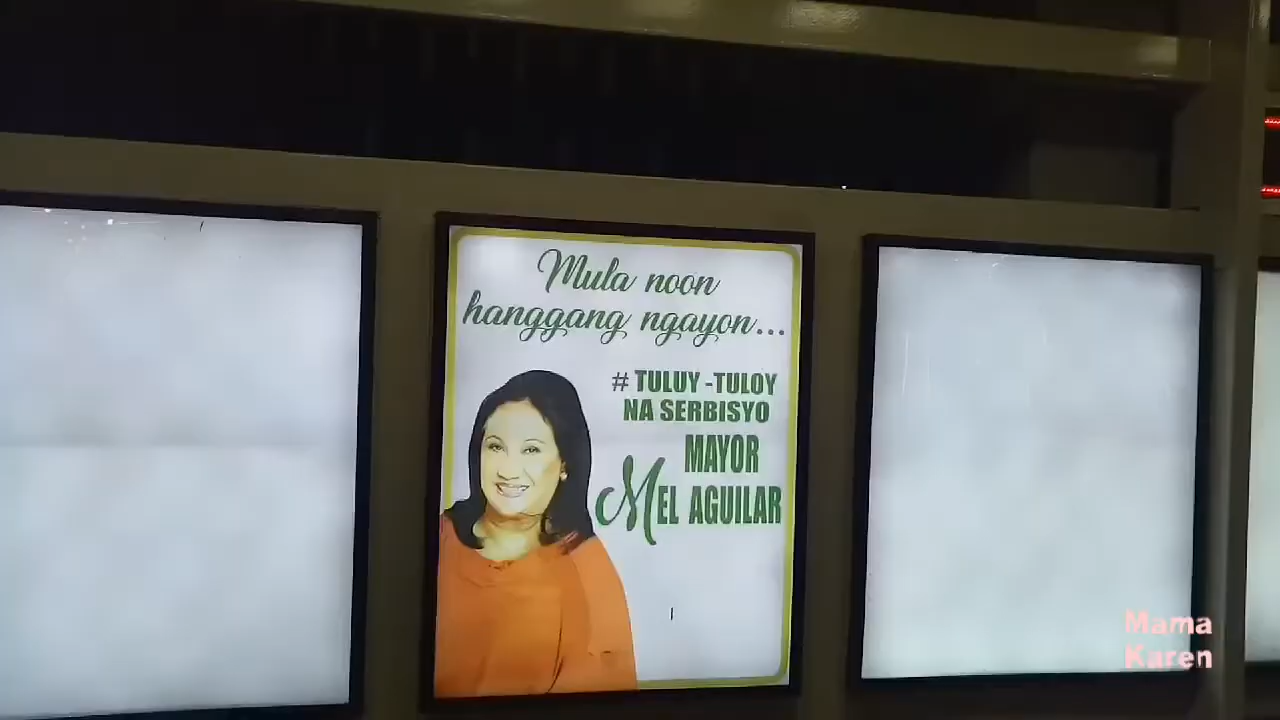 Mula noon
hanggang ngayon...
# TULUY -TULOY
NA SERBISYO
MAYOR
MEL AGUILAR
Mama
Karen